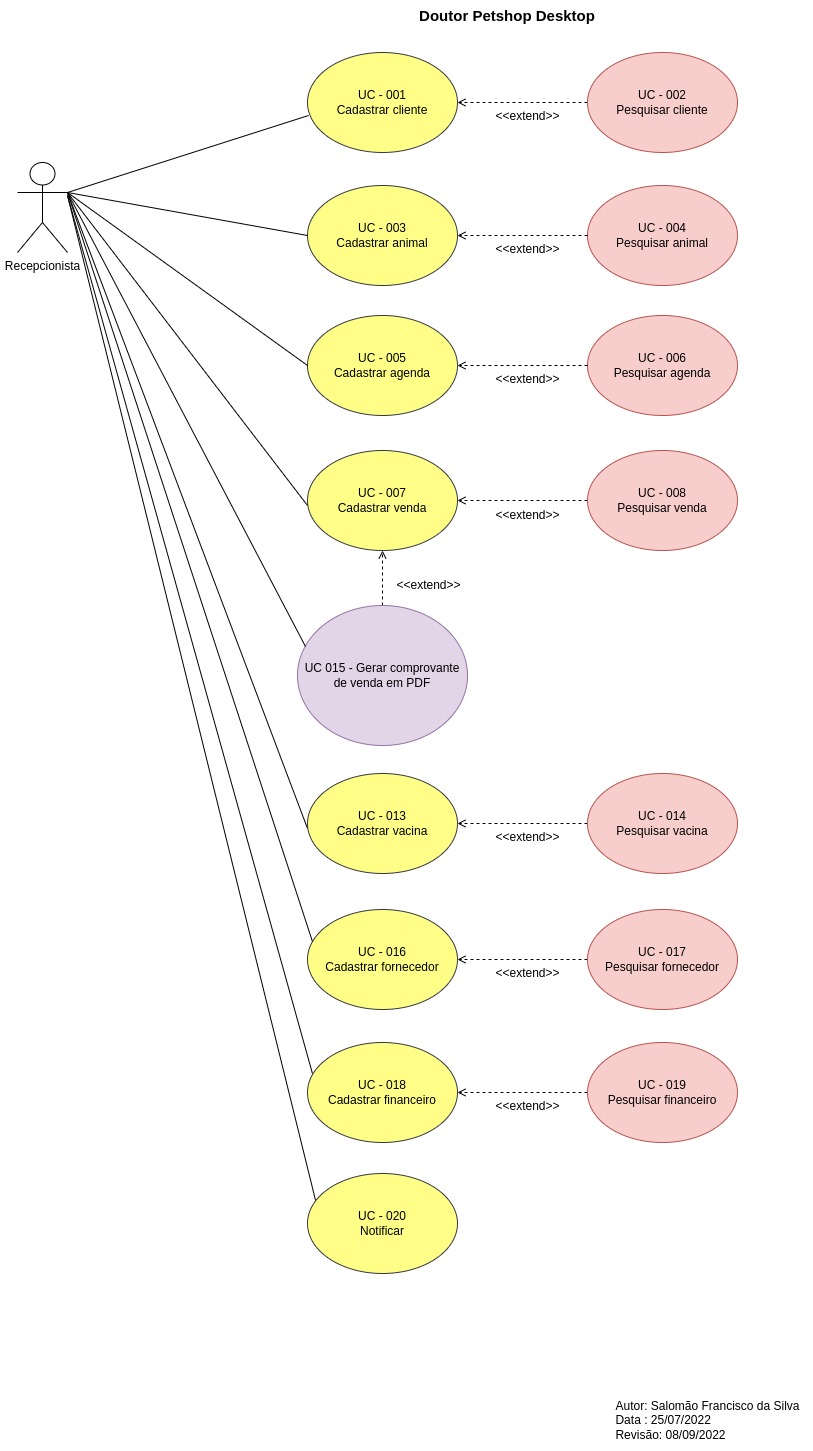 Doutor Petshop Desktop
UC - 001
Cadastrar cliente
<<extend>>
UC - 002
Pesquisar cliente
Recepcionista
UC - 003
Cadastrar animal
<<extend>>
UC - 004
Pesquisar animal
UC - 005
Cadastrar agenda
<<extend>>
UC - 006
Pesquisar agenda
UC - 007
Cadastrar venda
<<extend>>
UC - 008
Pesquisar venda
<<extend>>
UC 015 - Gerar comprovante
de venda em PDF
UC - 013
Cadastrar vacina
<<extend>>
UC - 014
Pesquisar vacina
UC - 016
Cadastrar fornecedor
<<extend>>
UC - 017
Pesquisar fornecedor
UC - 018
Cadastrar financeiro
<<extend>>
UC - 019
Pesquisar financeiro
UC - 020
Notificar
Autor: Salomão Francisco da Silva
Data : 25/07/2022
Revisão: 08/09/2022